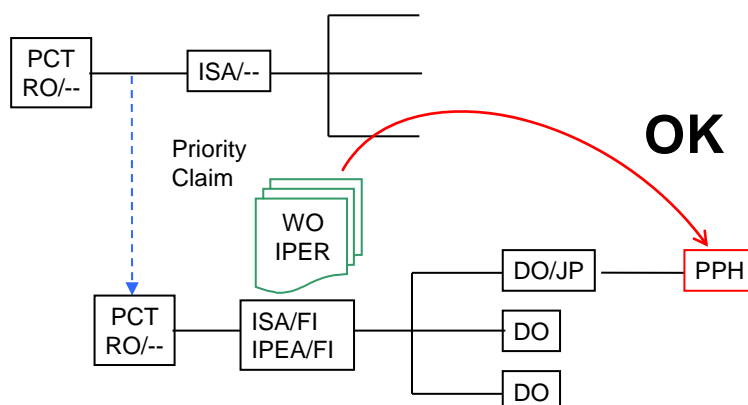 PCT
RO/--
ISA/--
OK
Priority
Claim
WO
IPER
DO/JP
PPH
PCT
RO/--
ISA/FI
IPEA/FI
DO
DO